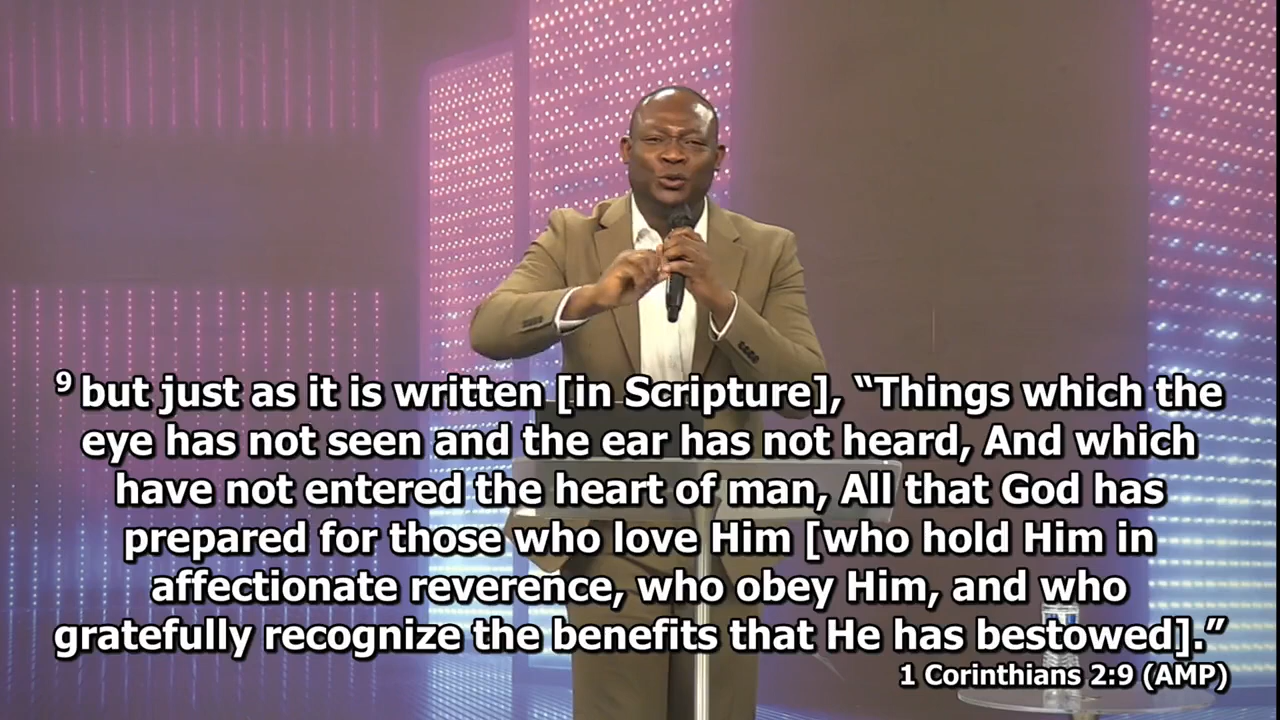 9 but just as it is written [in Scripture], “Things which the
eye has not seen and the ear has not heard, And which
have not entered the heart of man, All that God has
prepared for those who love Him [who hold Him in
affectionate reverence, who obey Him, and who
gratefully recognize the benefits that He has bestowed].”
1 Corinthians 2:9 (AMP)